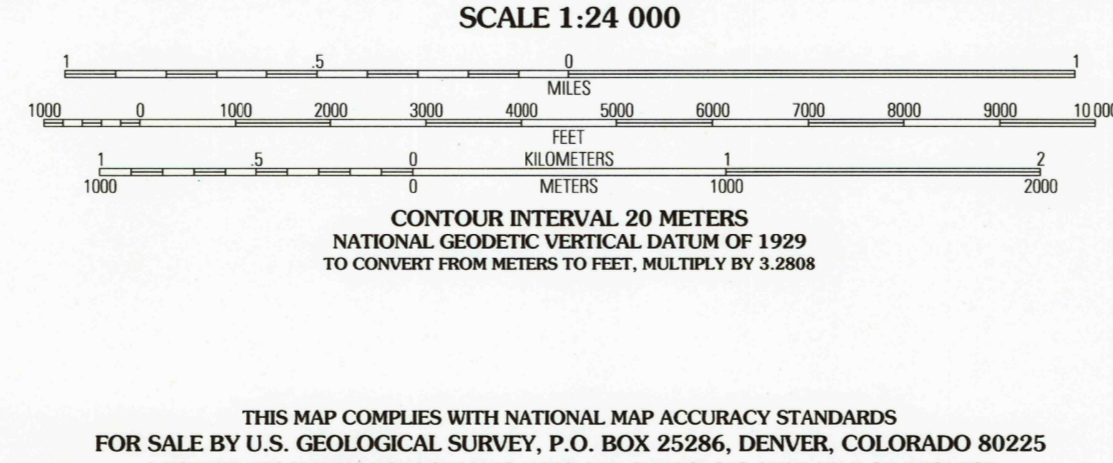 SCALE 1:24 000
1 .5 0 1
MILES
1000 0 1000 2000 3000 4000 5000 6000 7000 8000 9000 10 000
FEET
1 .5 0 KILOMETERS 1 2
1000 0 METERS 1000 2000
CONTOUR INTERVAL 20 METERS
NATIONAL GEODETIC VERTICAL DATUM OF 1929
TO CONVERT FROM METERS TO FEET, MULTIPLY BY 3.2808
THIS MAP COMPLIES WITH NATIONAL MAP ACCURACY STANDARDS
FOR SALE BY U.S. GEOLOGICAL SURVEY, P.O. BOX 25286, DENVER, COLORADO 80225